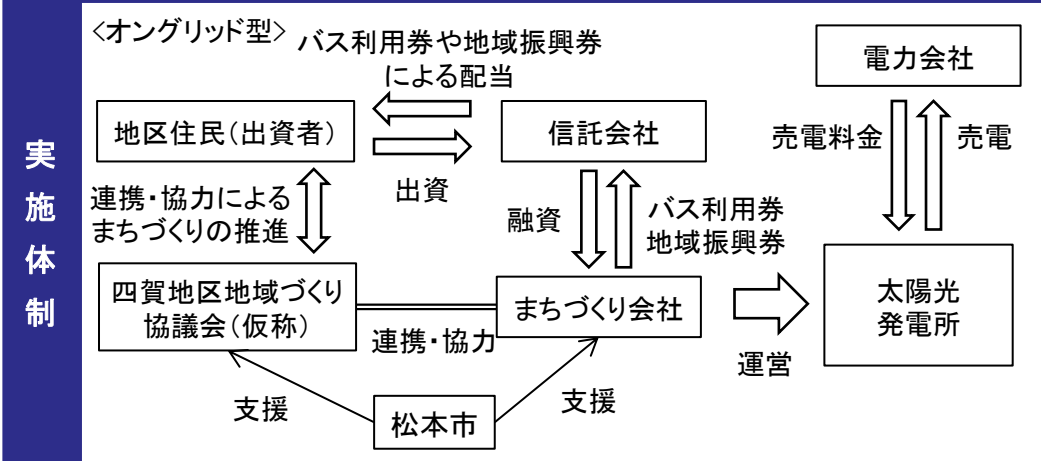 実施体制
<オングリッド型>
バス利用券や地域振興券
による配当
電力会社
地区住民(出資者)
信託会社
売電料金
売電
出資
連携・協力による
まちづくりの推進
融資
バス利用券
地域振興券
四賀地区地域づくり
協議会(仮称)
まちづくり会社
太陽光
発電所
連携・協力
運営
支援
支援
松本市